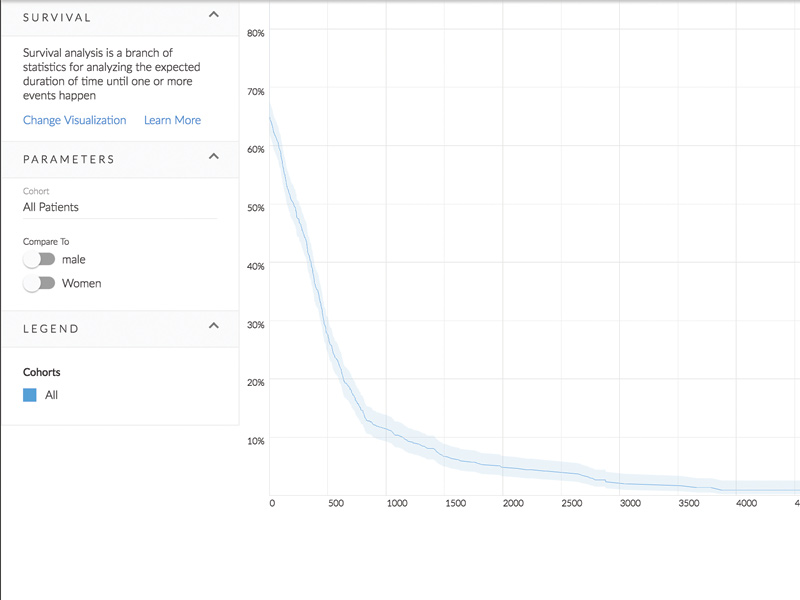 SURVIVAL
Survival analysis is a branch of
statistics for analyzing the expected
duration of time until one or more
events happen
Change Visualization Learn More
PARAMETERS
Cohort
All Patients
Compare To
male
Women
LEGEND
Cohorts
All
80%
70%
60%
50%
40%
30%
20%
10%
0 500 1000 1500 2000 2500 3000 3500 4000 4